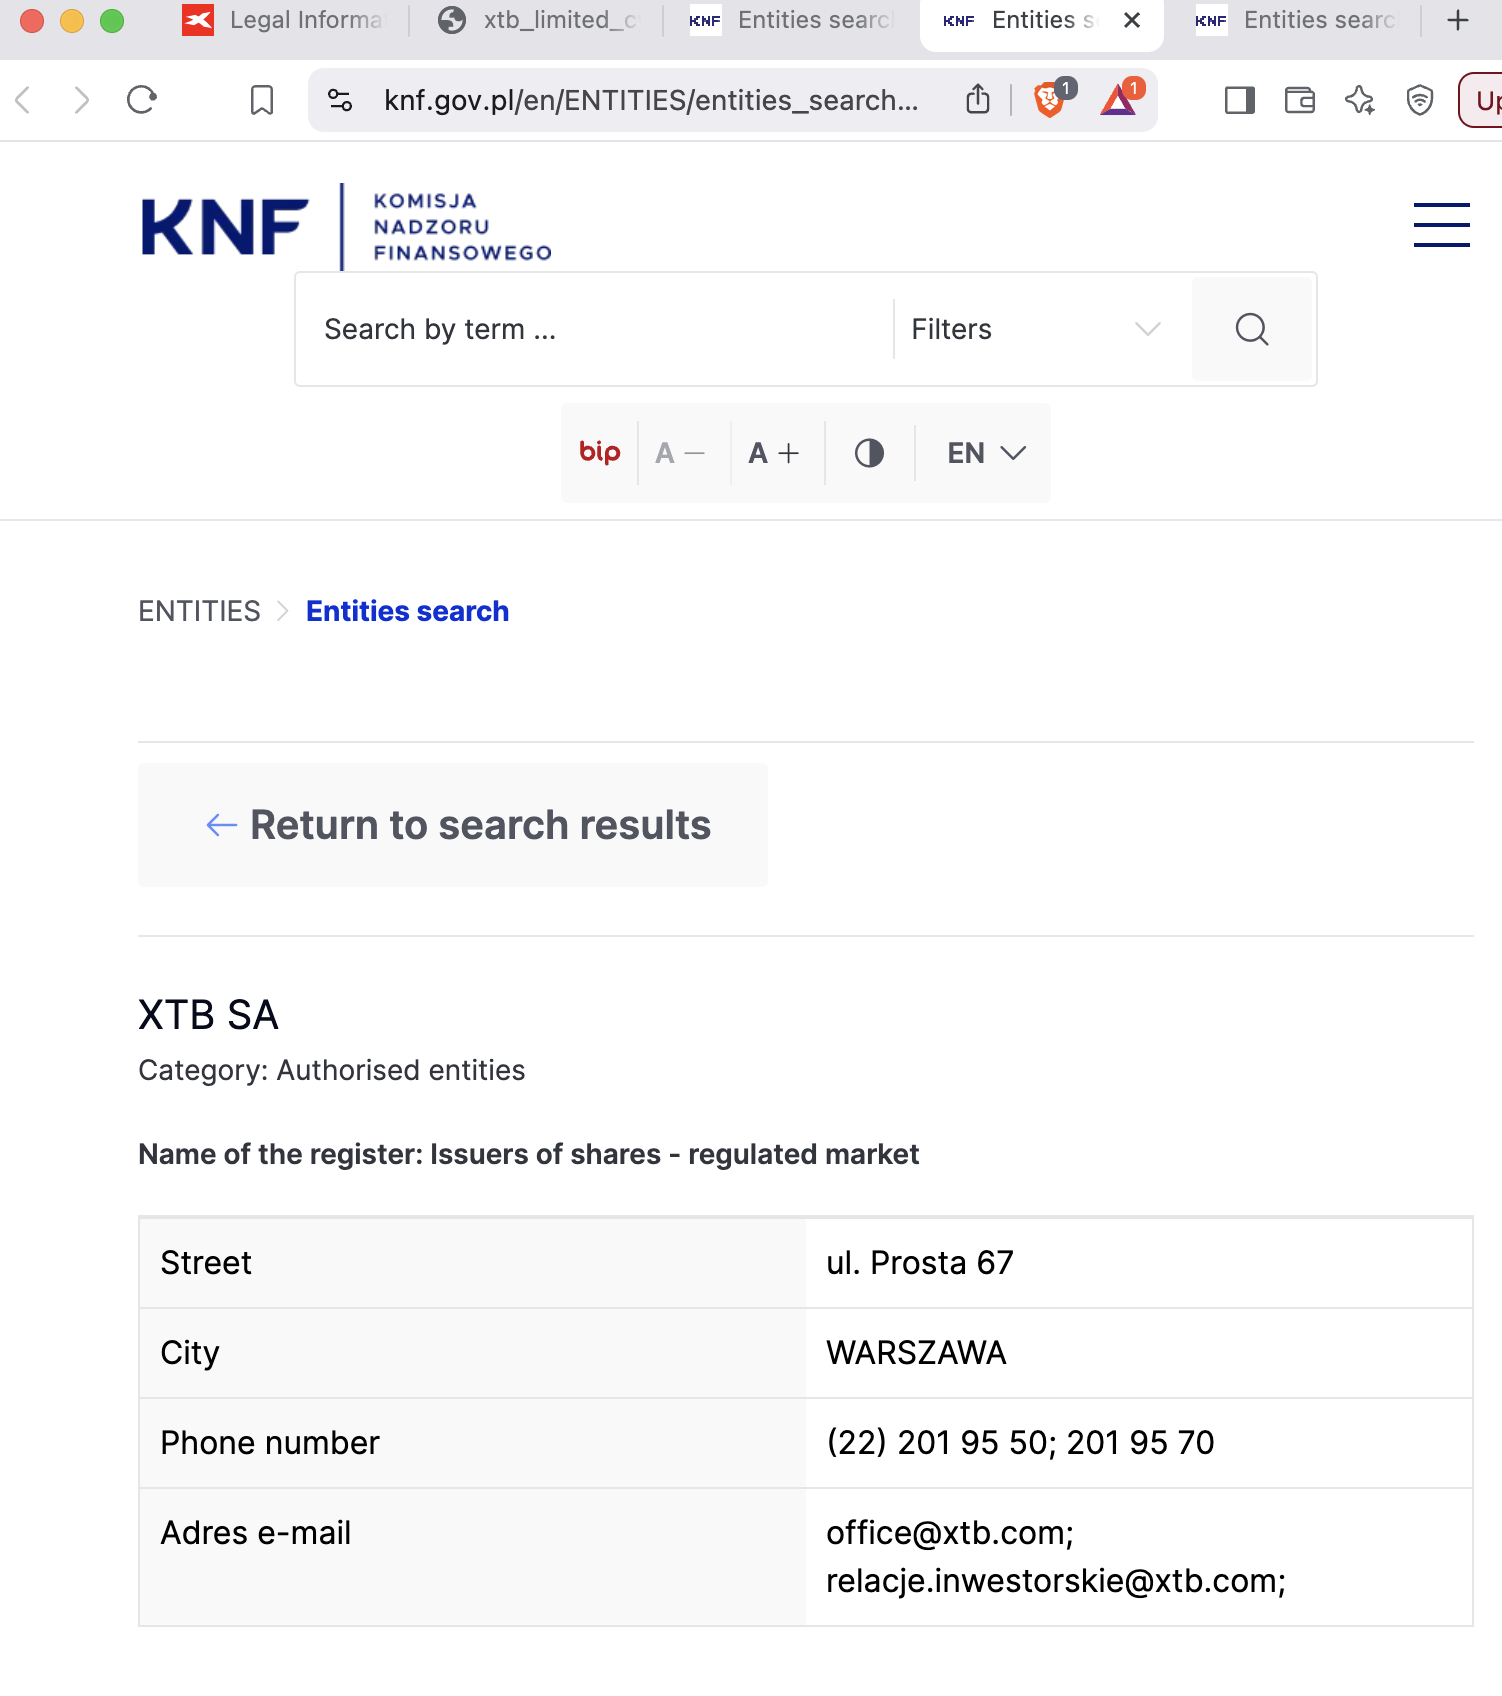 Legal Informa
xtb_limited_c
KNF Entities search
KNF Entities s
KNF Entities searc
knf.gov.pl/en/ENTITIES/entities_search...
1
1
Up
KNF
KOMISJA
NADZORU
FINANSOWEGO
Search by term ...
Filters
bip
A −
A +
EN
ENTITIES
Entities search
← Return to search results
XTB SA
Category: Authorised entities
Name of the register: Issuers of shares - regulated market
Street ul. Prosta 67
City WARSZAWA
Phone number (22) 201 95 50; 201 95 70
Adres e-mail office@xtb.com;
relacje.inwestorskie@xtb.com;